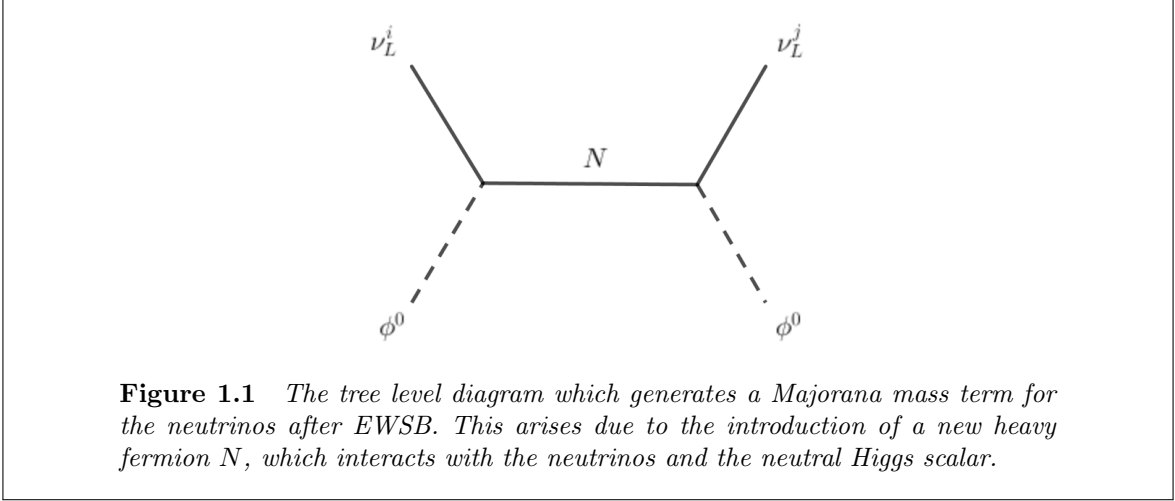 ν_L^i ν_L^j
N
ϕ^0 ϕ^0
Figure 1.1 The tree level diagram which generates a Majorana mass term for
the neutrinos after EWSB. This arises due to the introduction of a new heavy
fermion N, which interacts with the neutrinos and the neutral Higgs scalar.